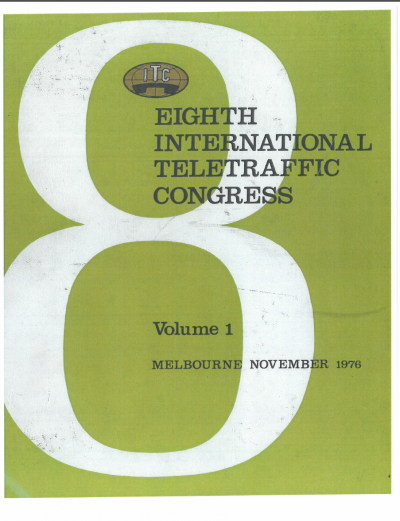 8
ITC
EIGHTH
INTERNATIONAL
TELETRAFFIC
CONGRESS
Volume 1
MELBOURNE NOVEMBER 1976